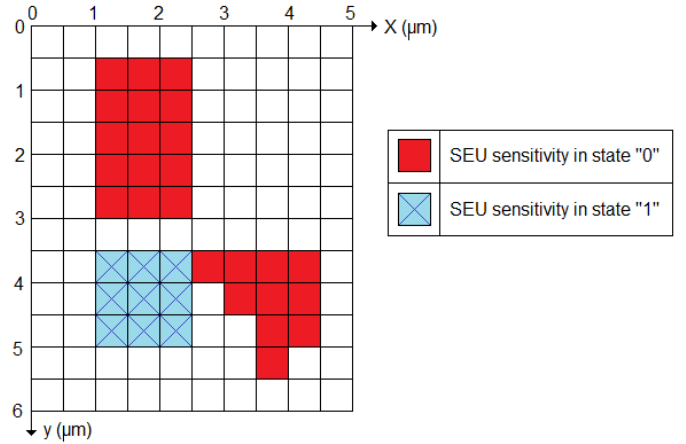 0 1 2 3 4 5 X (µm)
0
1
2
3
4
5
6
y (µm)
SEU sensitivity in state "0"
SEU sensitivity in state "1"